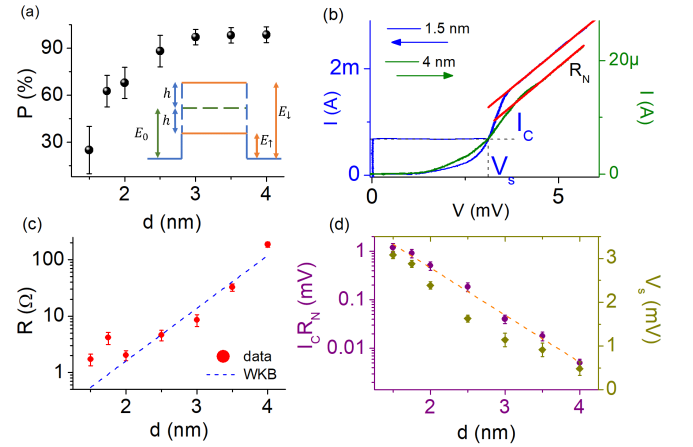 (a)
P (%)
90
60
30
2
3
4
d (nm)
h
h
E₀
E↑
E↓
(b)
1.5 nm
4 nm
I (A)
2m
0
0
5
V (mV)
I_C
V_s
R_N
20µ
0
I (A)
(c)
R (Ω)
100
10
1
data
WKB
2
3
4
d (nm)
(d)
I_CR_N (mV)
1
0.1
0.01
2
3
4
d (nm)
3
2
1
0
V_s (mV)